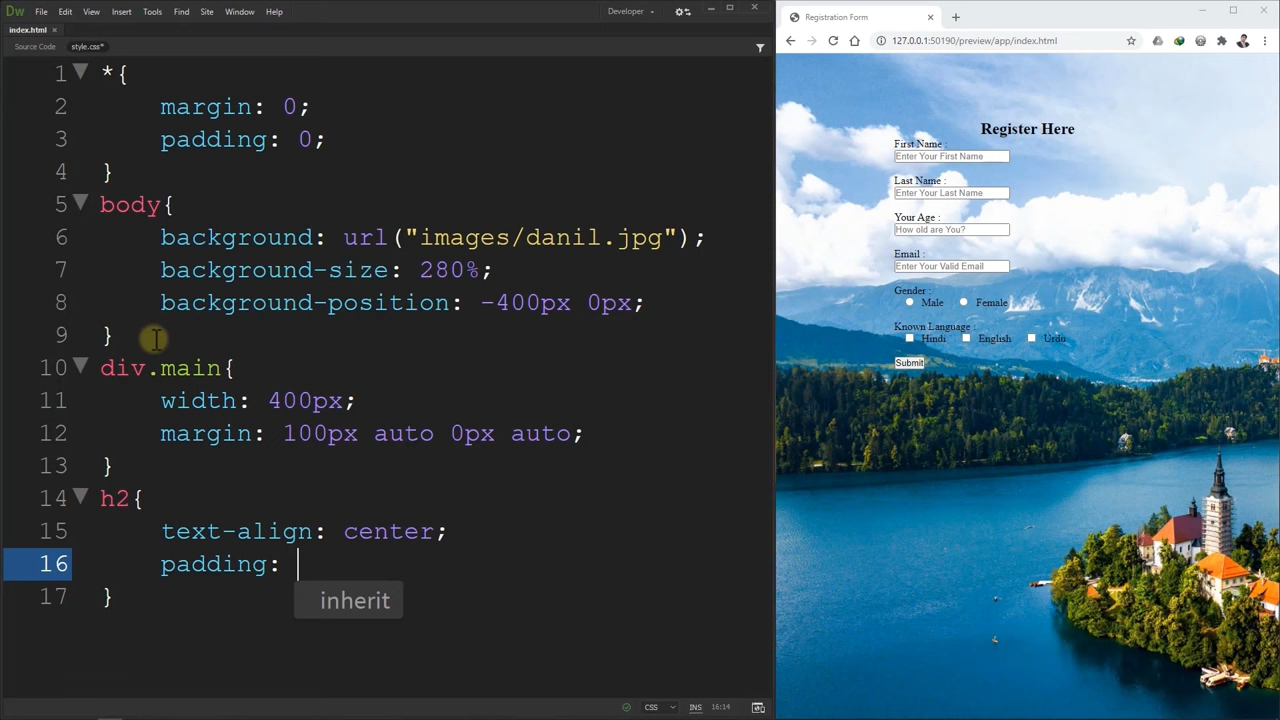 Dw File Edit View Insert Tools Find Site Window Help Developer
index.html
Source Code style.css*
1 *{
2 margin: 0;
3 padding: 0;
4 }
5 body{
6 background: url("images/danil.jpg");
7 background-size: 280%;
8 background-position: -400px 0px;
9 }
10 div.main{
11 width: 400px;
12 margin: 100px auto 0px auto;
13 }
14 h2{
15 text-align: center;
16 padding:
inherit
17 }
CSS INS 16:14
Registration Form
127.0.0.1:50190/preview/app/index.html
Register Here
First Name :
Enter Your First Name
Last Name :
Enter Your Last Name
Your Age :
How old are You?
Email :
Enter Your Valid Email
Gender :
Male Female
Known Language :
Hindi English Urdu
Submit